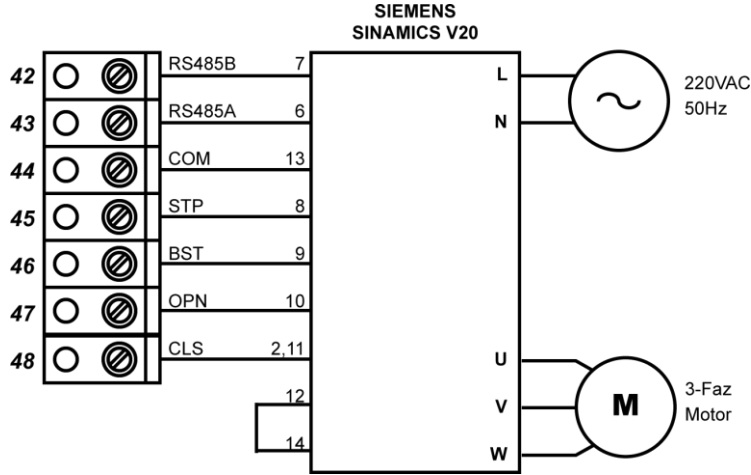 SIEMENS
SINAMICS V20
42 RS485B 7
43 RS485A 6
44 COM 13
45 STP 8
46 BST 9
47 OPN 10
48 CLS 2,11
12
14
L
N
220VAC
50Hz
U
V
W
M
3-Faz
Motor